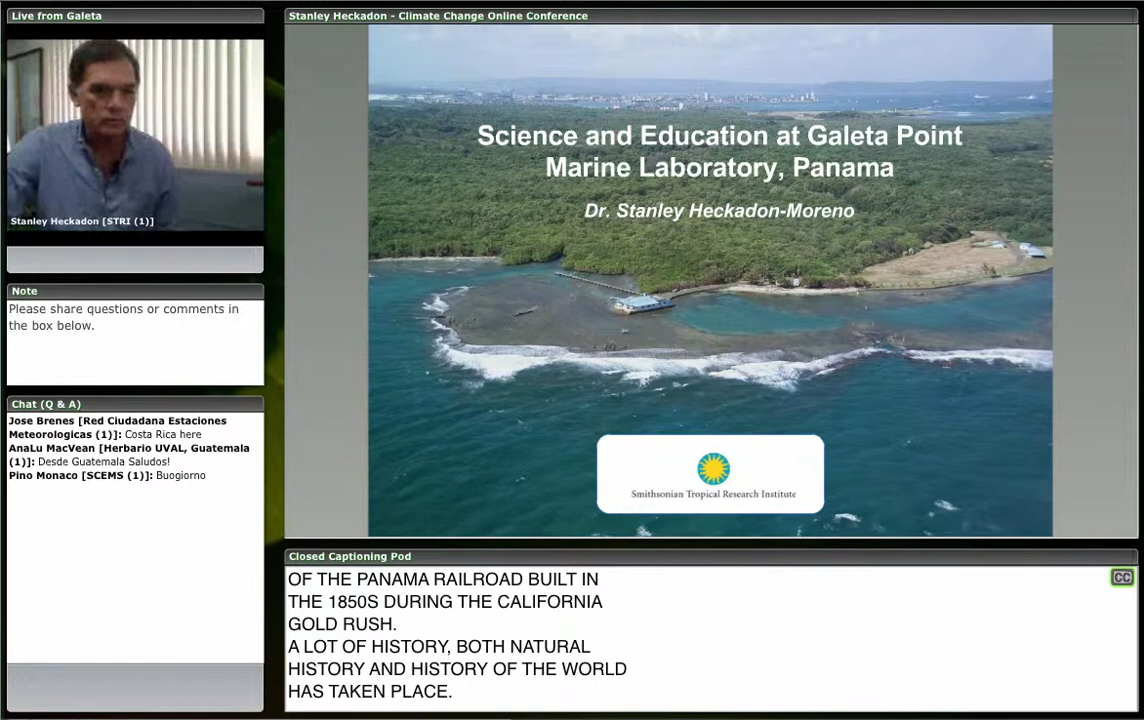 Live from Galeta
Stanley Heckadon [STRI (1)]
Note
Please share questions or comments in
the box below.
Chat (Q & A)
Jose Brenes [Red Ciudadana Estaciones
Meteorologicas (1)]: Costa Rica here
AnaLu MacVean [Herbario UVAL, Guatemala
(1)]: Desde Guatemala Saludos!
Pino Monaco [SCEMS (1)]: Buogiorno
Stanley Heckadon - Climate Change Online Conference
Science and Education at Galeta Point
Marine Laboratory, Panama
Dr. Stanley Heckadon-Moreno
Smithsonian Tropical Research Institute
Closed Captioning Pod
CC
OF THE PANAMA RAILROAD BUILT IN
THE 1850S DURING THE CALIFORNIA
GOLD RUSH.
A LOT OF HISTORY, BOTH NATURAL
HISTORY AND HISTORY OF THE WORLD
HAS TAKEN PLACE.